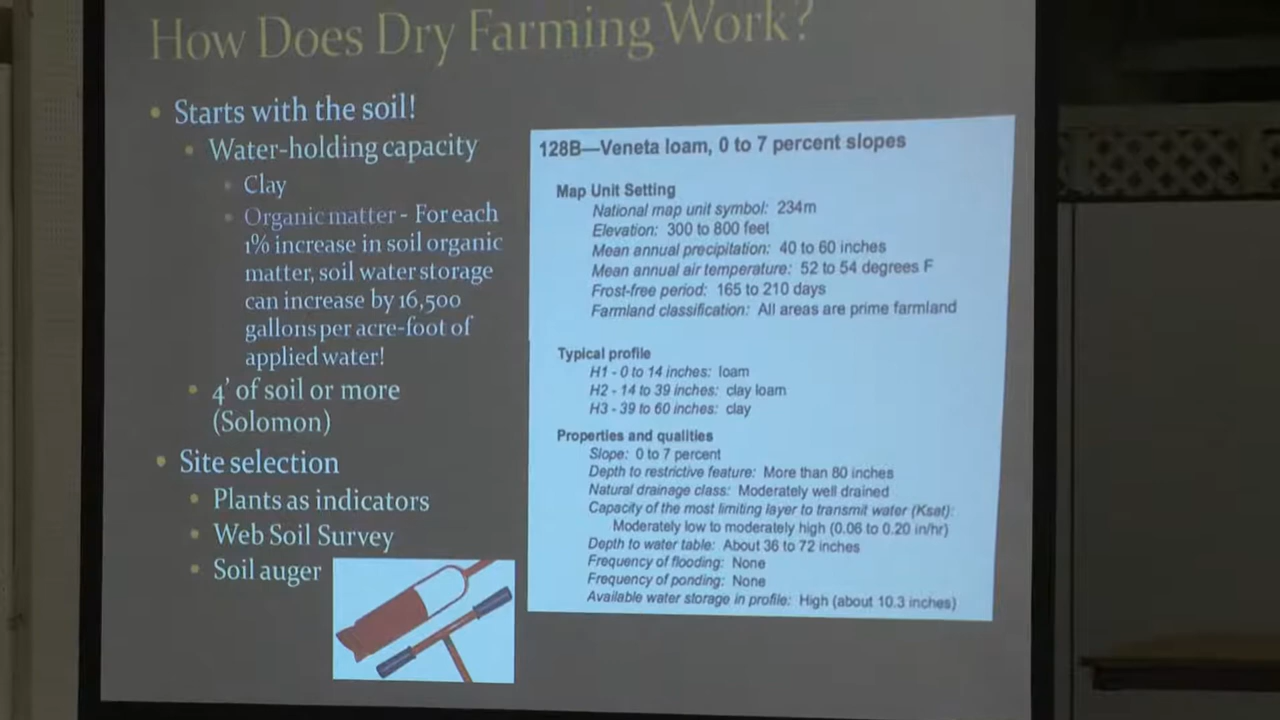 How Does Dry Farming Work?
• Starts with the soil!
• Water-holding capacity
• Clay
• Organic matter - For each
1% increase in soil organic
matter, soil water storage
can increase by 16,500
gallons per acre-foot of
applied water!
• 4' of soil or more
(Solomon)
• Site selection
• Plants as indicators
• Web Soil Survey
• Soil auger
128B—Veneta loam, 0 to 7 percent slopes
Map Unit Setting
National map unit symbol: 234m
Elevation: 300 to 800 feet
Mean annual precipitation: 40 to 60 inches
Mean annual air temperature: 52 to 54 degrees F
Frost-free period: 165 to 210 days
Farmland classification: All areas are prime farmland
Typical profile
H1 - 0 to 14 inches: loam
H2 - 14 to 39 inches: clay loam
H3 - 39 to 60 inches: clay
Properties and qualities
Slope: 0 to 7 percent
Depth to restrictive feature: More than 80 inches
Natural drainage class: Moderately well drained
Capacity of the most limiting layer to transmit water (Ksat):
Moderately low to moderately high (0.06 to 0.20 in/hr)
Depth to water table: About 36 to 72 inches
Frequency of flooding: None
Frequency of ponding: None
Available water storage in profile: High (about 10.3 inches)